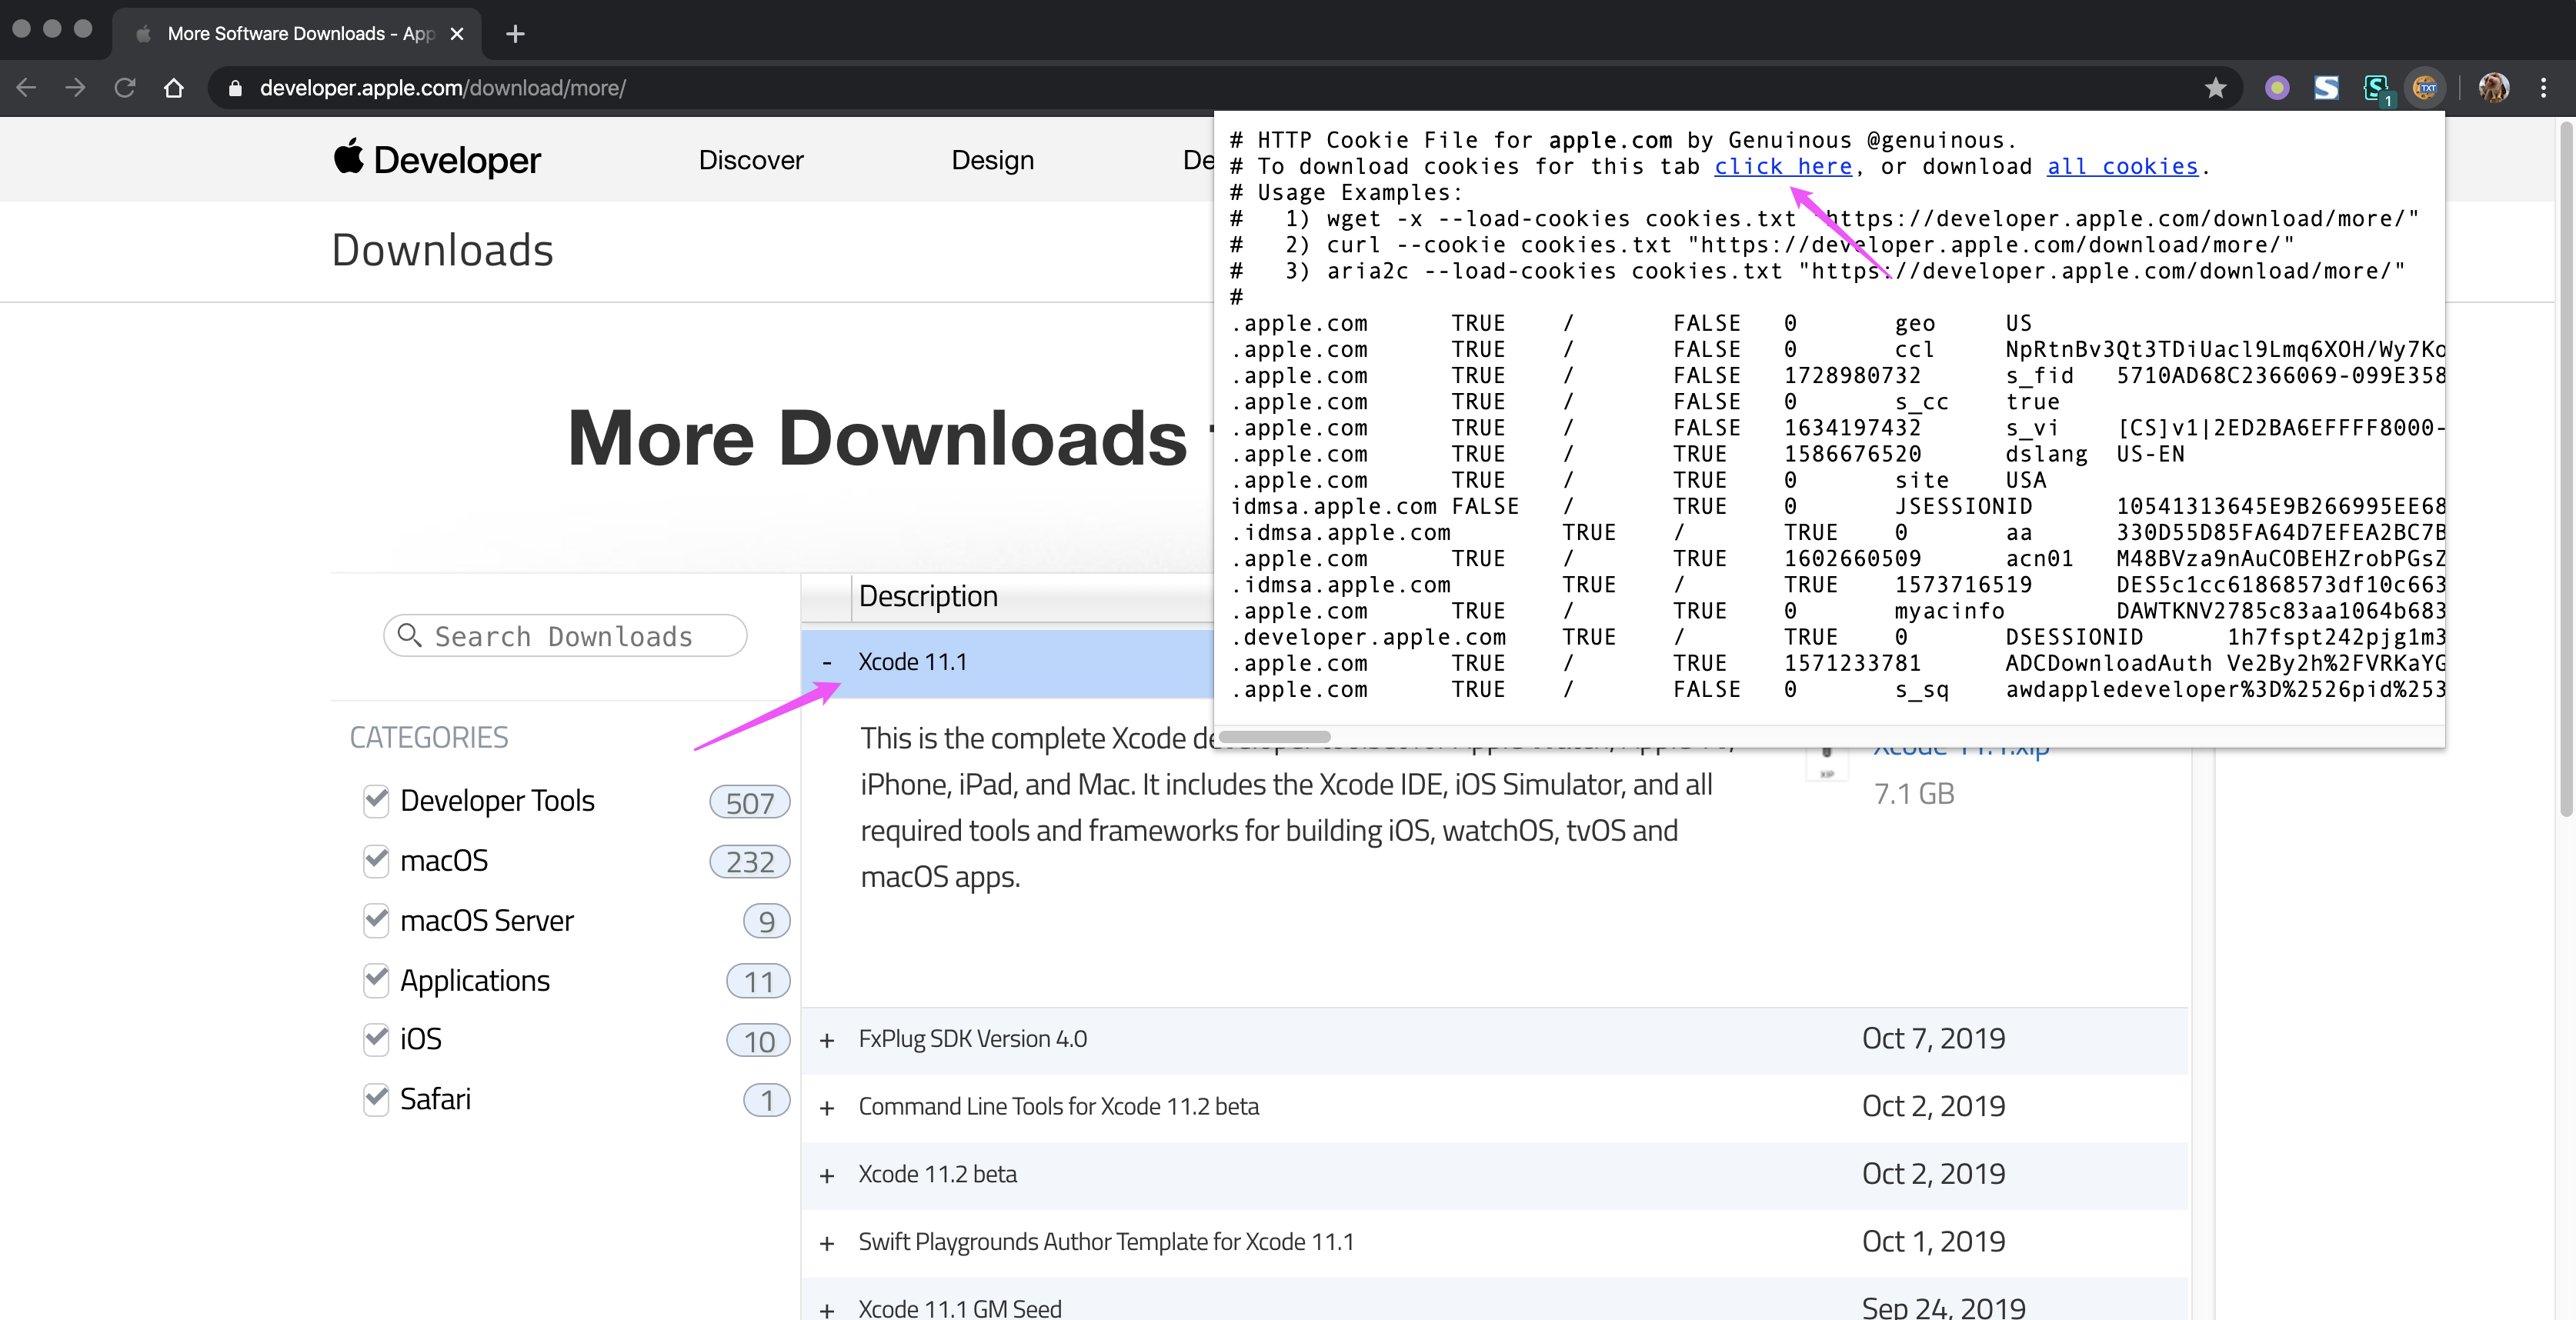 More Software Downloads - App
developer.apple.com/download/more/
1
TXT
# HTTP Cookie File for apple.com by Genuinous @genuinous.
# To download cookies for this tab click here, or download all cookies.
# Usage Examples:
#   1) wget -x --load-cookies cookies.txt "https://developer.apple.com/download/more/"
#   2) curl --cookie cookies.txt "https://developer.apple.com/download/more/"
#   3) aria2c --load-cookies cookies.txt "https://developer.apple.com/download/more/"
#
.apple.com TRUE / FALSE 0 geo US
.apple.com TRUE / FALSE 0 ccl NpRtnBv3Qt3TDiUacl9Lmq6XOH/Wy7Ko
.apple.com TRUE / FALSE 1728980732 s_fid 5710AD68C2366069-099E358
.apple.com TRUE / FALSE 0 s_cc true
.apple.com TRUE / FALSE 1634197432 s_vi [CS]v1|2ED2BA6EFFFF8000-
.apple.com TRUE / TRUE 1586676520 dslang US-EN
.apple.com TRUE / TRUE 0 site USA
idmsa.apple.com FALSE / TRUE 0 JSESSIONID 10541313645E9B266995EE68
.idmsa.apple.com TRUE / TRUE 0 aa 330D55D85FA64D7EFEA2BC7B
.apple.com TRUE / TRUE 1602660509 acn01 M48BVza9nAuCOBEHZrobPGsZ
.idmsa.apple.com TRUE / TRUE 1573716519 DES5c1cc61868573df10c663
.apple.com TRUE / TRUE 0 myacinfo DAWTKNV2785c83aa1064b683
.developer.apple.com TRUE / TRUE 0 DSESSIONID 1h7fspt242pjg1m3
.apple.com TRUE / TRUE 1571233781 ADCDownloadAuth Ve2By2h%2FVRKaYG
.apple.com TRUE / FALSE 0 s_sq awdappledeveloper%3D%2526pid%253
Developer Discover Design De
Downloads
More Downloads
Search Downloads
CATEGORIES
Developer Tools 507
macOS 232
macOS Server 9
Applications 11
iOS 10
Safari 1
Description
- Xcode 11.1
This is the complete Xcode developer toolset for Apple Watch, Apple TV,
iPhone, iPad, and Mac. It includes the Xcode IDE, iOS Simulator, and all
required tools and frameworks for building iOS, watchOS, tvOS and
macOS apps.
XIP
Xcode 11.1.xip
7.1 GB
+ FxPlug SDK Version 4.0 Oct 7, 2019
+ Command Line Tools for Xcode 11.2 beta Oct 2, 2019
+ Xcode 11.2 beta Oct 2, 2019
+ Swift Playgrounds Author Template for Xcode 11.1 Oct 1, 2019
+ Xcode 11.1 GM Seed Sep 24, 2019